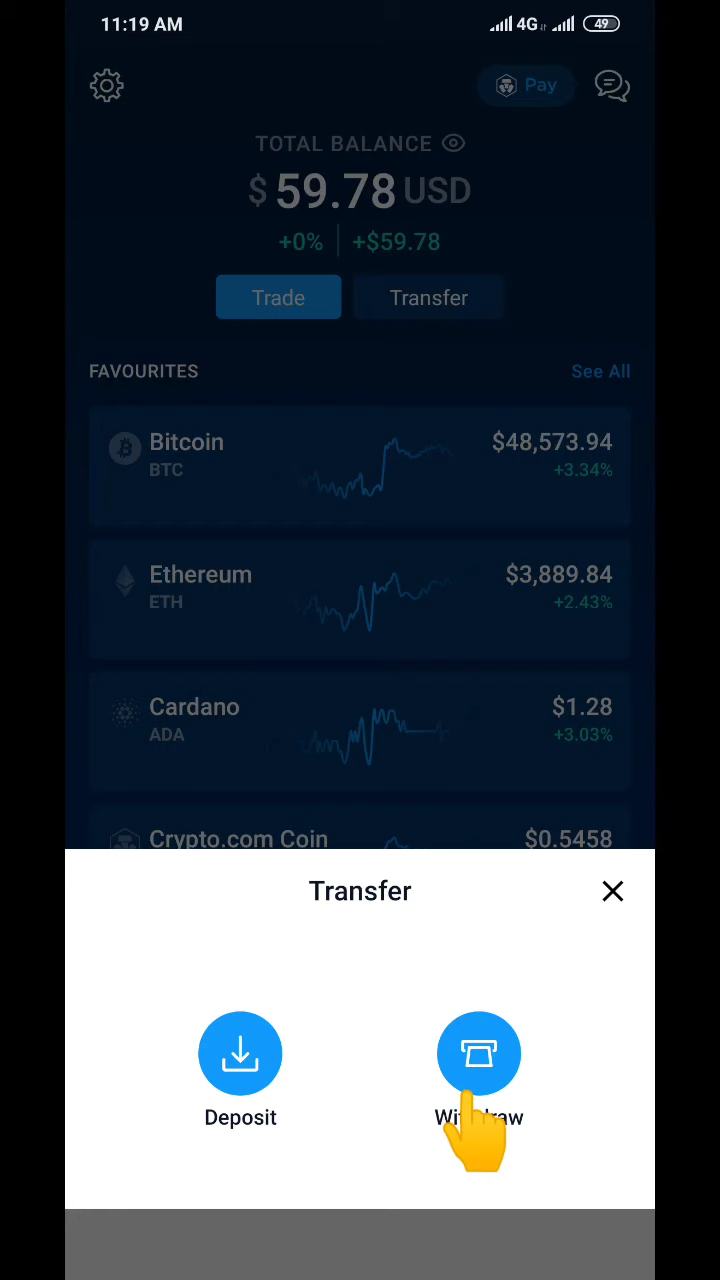 11:19 AM 4G 49
Pay
TOTAL BALANCE
$ 59.78 USD
+0% +$59.78
Trade Transfer
FAVOURITES See All
Bitcoin $48,573.94
BTC +3.34%
Ethereum $3,889.84
ETH +2.43%
Cardano $1.28
ADA +3.03%
Crypto.com Coin $0.5458
Transfer
Deposit Withdraw